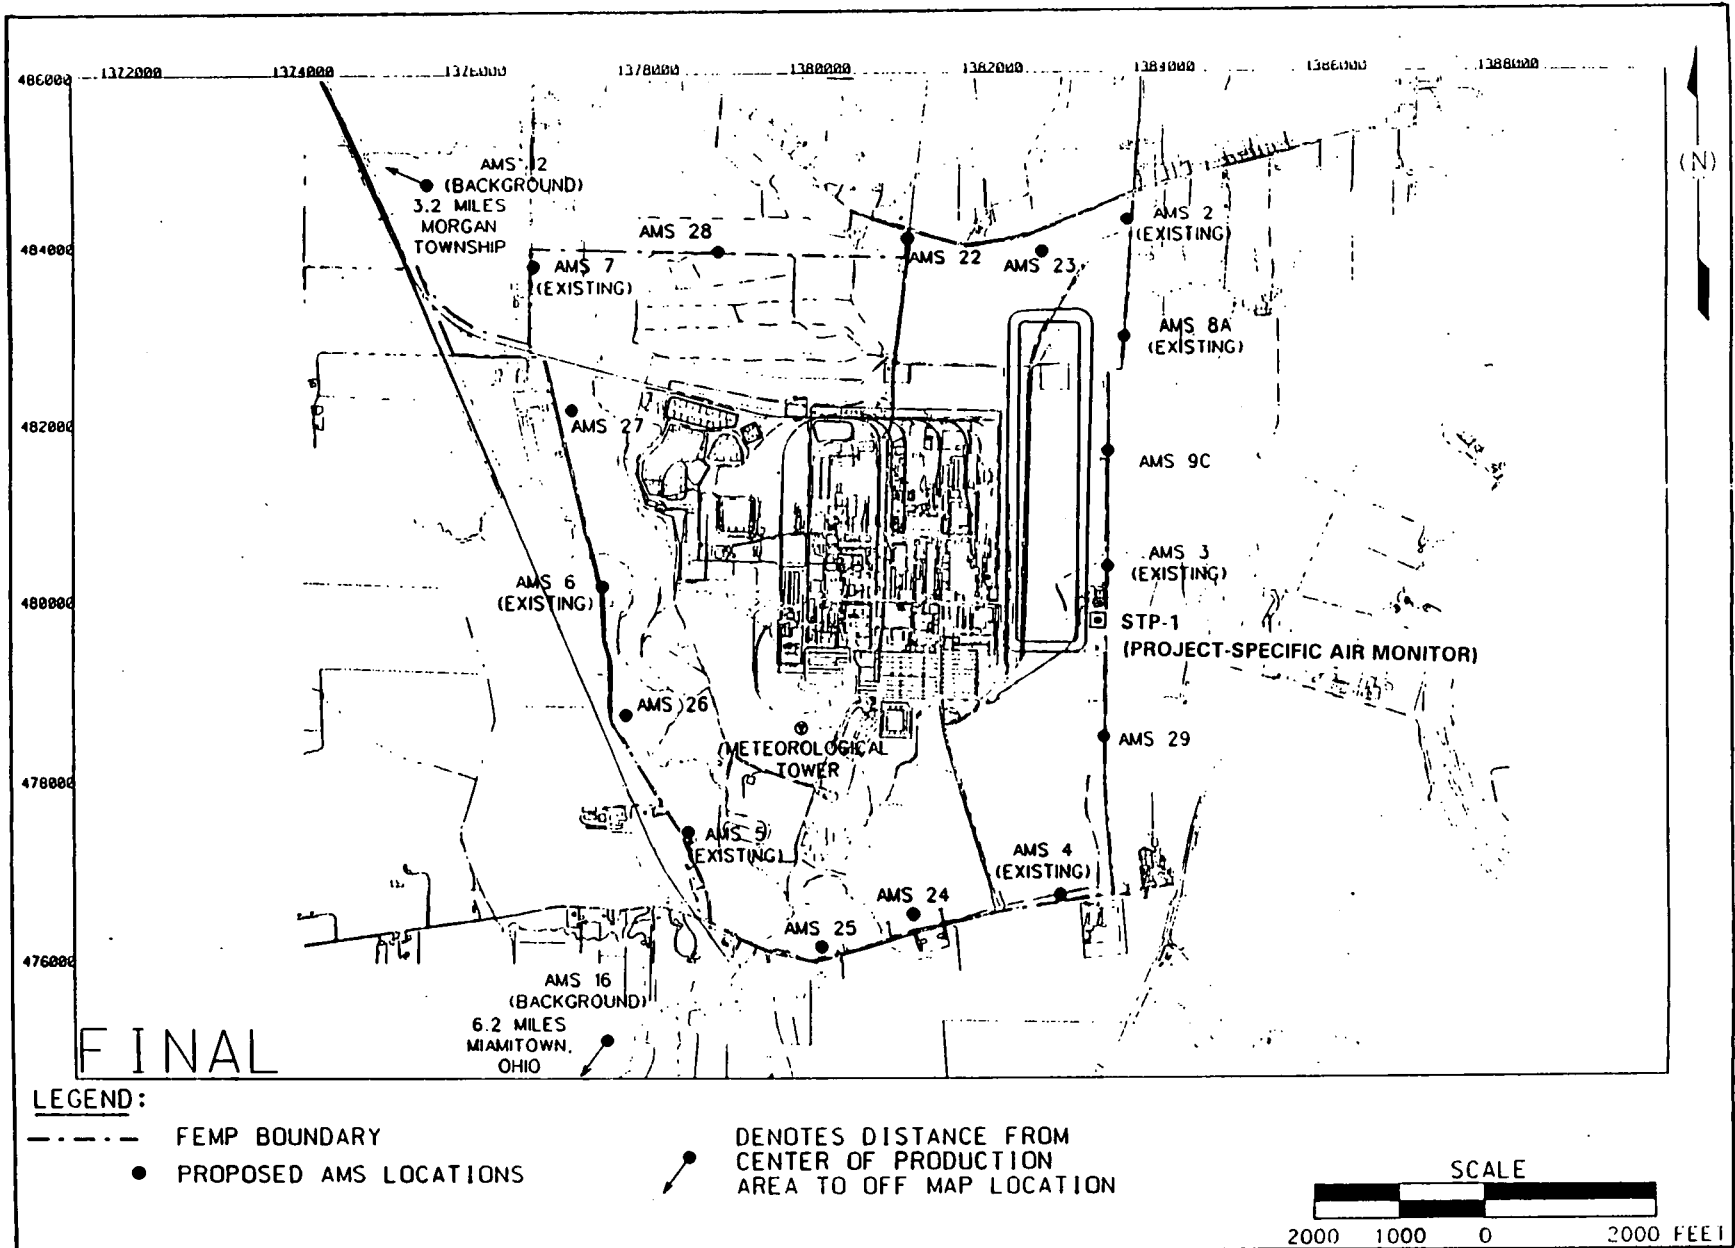 1372000 1374000 1376000 1378000 1380000 1382000 1384000 1386000 1388000
486000
484000
482000
480000
478000
476000
(N)
AMS 12
(BACKGROUND)
3.2 MILES
MORGAN
TOWNSHIP
AMS 28
AMS 7
(EXISTING)
AMS 22
AMS 23
AMS 2
(EXISTING)
AMS 8A
(EXISTING)
AMS 27
AMS 9C
AMS 3
(EXISTING)
AMS 6
(EXISTING)
STP-1
(PROJECT-SPECIFIC AIR MONITOR)
AMS 26
AMS 29
METEOROLOGICAL
TOWER
AMS 5
(EXISTING)
AMS 4
(EXISTING)
AMS 24
AMS 25
AMS 16
(BACKGROUND)
6.2 MILES
MIAMITOWN,
OHIO
FINAL
LEGEND:
FEMP BOUNDARY
PROPOSED AMS LOCATIONS
DENOTES DISTANCE FROM
CENTER OF PRODUCTION
AREA TO OFF MAP LOCATION
SCALE
2000 1000 0 2000 FEET